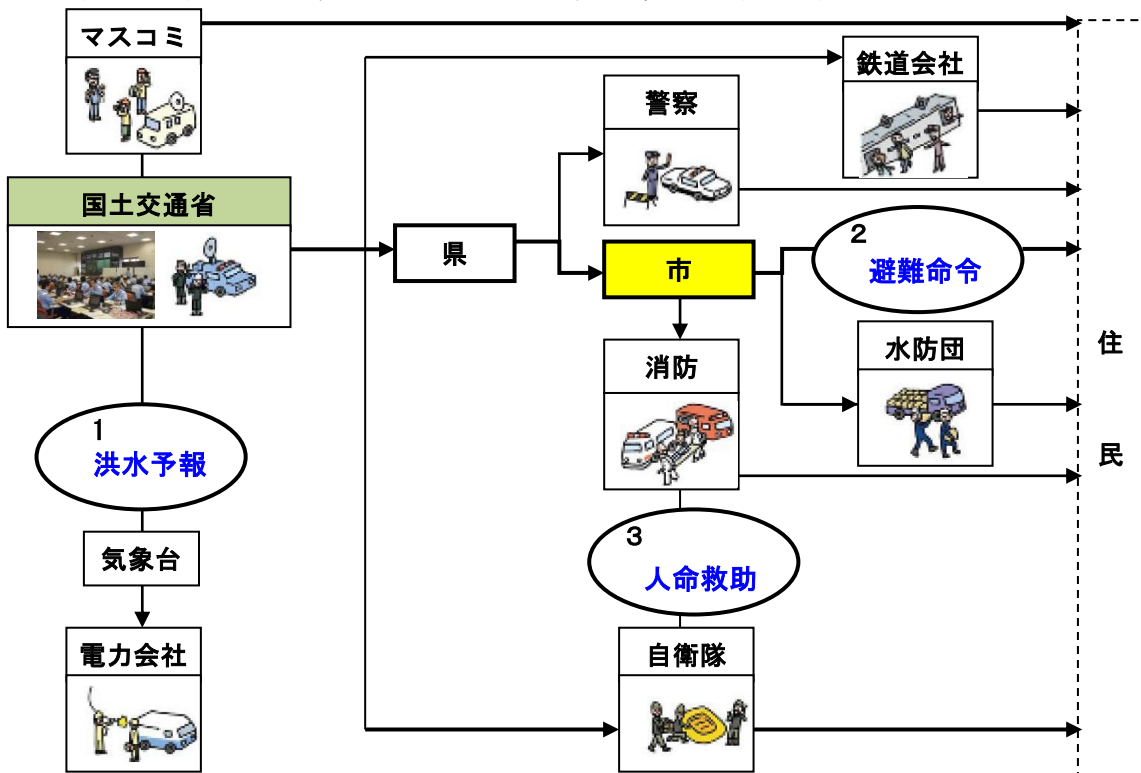 マスコミ
鉄道会社
警察
国土交通省
県
市
2
避難命令
住
民
水防団
消防
1
洪水予報
3
人命救助
気象台
電力会社
自衛隊